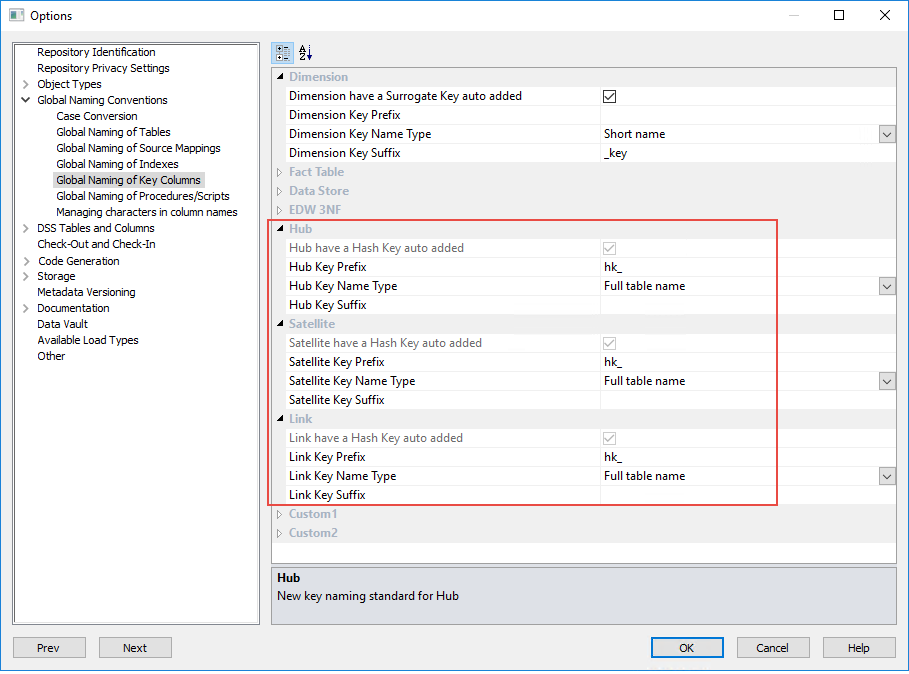 Options
Repository Identification
Repository Privacy Settings
Object Types
Global Naming Conventions
Case Conversion
Global Naming of Tables
Global Naming of Source Mappings
Global Naming of Indexes
Global Naming of Key Columns
Global Naming of Procedures/Scripts
Managing characters in column names
DSS Tables and Columns
Check-Out and Check-In
Code Generation
Storage
Metadata Versioning
Documentation
Data Vault
Available Load Types
Other
Dimension
Dimension have a Surrogate Key auto added
Dimension Key Prefix
Dimension Key Name Type Short name
Dimension Key Suffix _key
Fact Table
Data Store
EDW 3NF
Hub
Hub have a Hash Key auto added
Hub Key Prefix hk_
Hub Key Name Type Full table name
Hub Key Suffix
Satellite
Satellite have a Hash Key auto added
Satellite Key Prefix hk_
Satellite Key Name Type Full table name
Satellite Key Suffix
Link
Link have a Hash Key auto added
Link Key Prefix hk_
Link Key Name Type Full table name
Link Key Suffix
Custom1
Custom2
Hub
New key naming standard for Hub
Prev Next OK Cancel Help